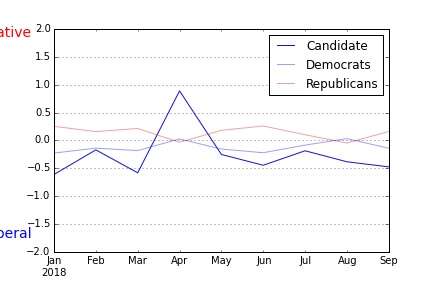 2.0
ative
Candidate
1.5
Democrats
1.0
Republicans
0.5
0.0
−0.5
−1.0
−1.5
beral
−2.0
Jan Feb Mar Apr May Jun Jul Aug Sep
2018